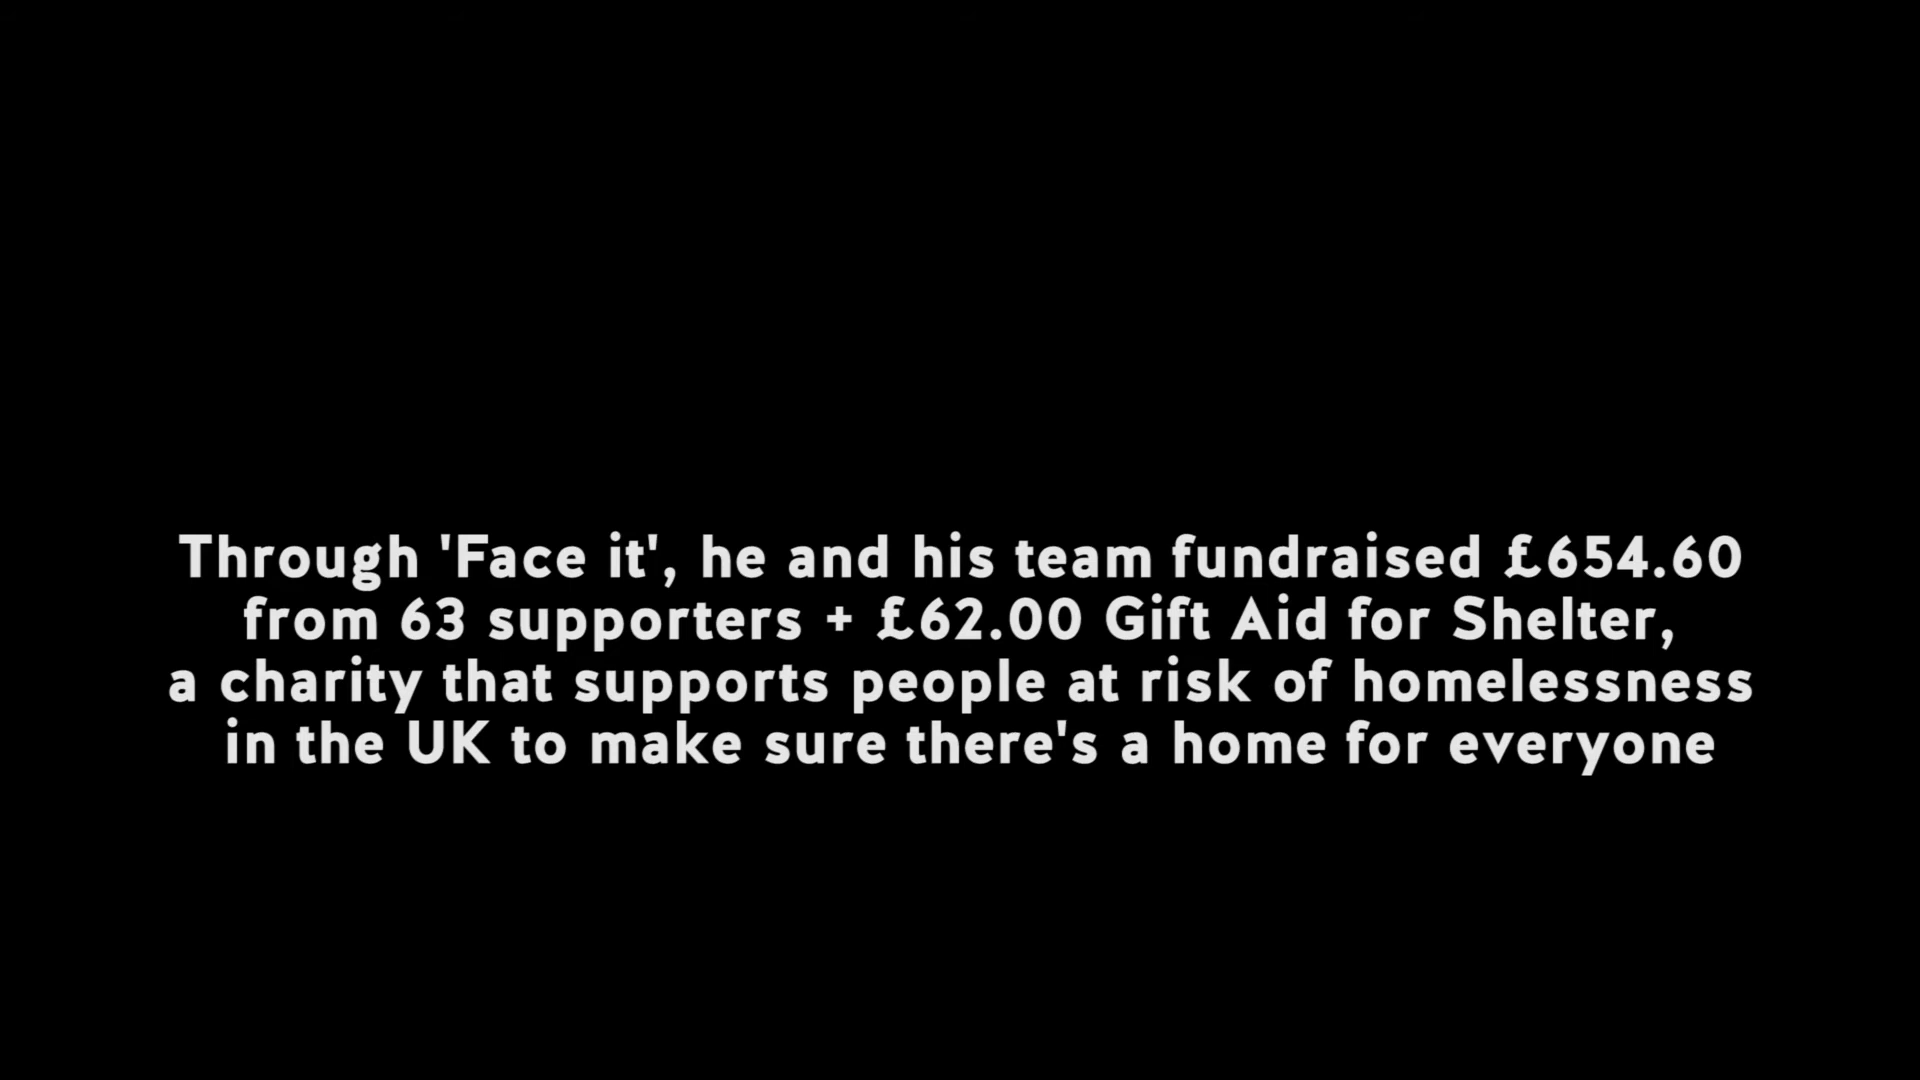 Through 'Face it', he and his team fundraised £654.60
from 63 supporters + £62.00 Gift Aid for Shelter,
a charity that supports people at risk of homelessness
in the UK to make sure there's a home for everyone